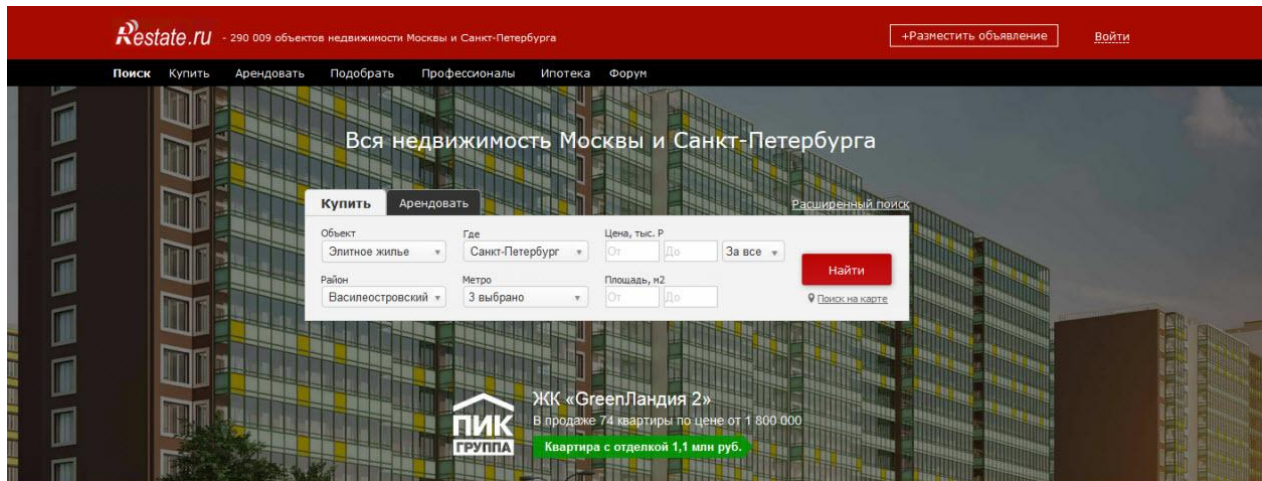 Restate.ru - 290 009 объектов недвижимости Москвы и Санкт-Петербурга +Разместить объявление Войти
Поиск Купить Арендовать Подобрать Профессионалы Ипотека Форум
Вся недвижимость Москвы и Санкт-Петербурга
Купить Арендовать Расширенный поиск
Объект Где Цена, тыс. Р
Элитное жилье Санкт-Петербург От До За все
Найти
Район Метро Площадь, м2
Василеостровский 3 выбрано От До Поиск на карте
ЖК «GreenЛандия 2»
ПИК В продаже 74 квартиры по цене от 1 800 000
ГРУППА Квартира с отделкой 1,1 млн руб.